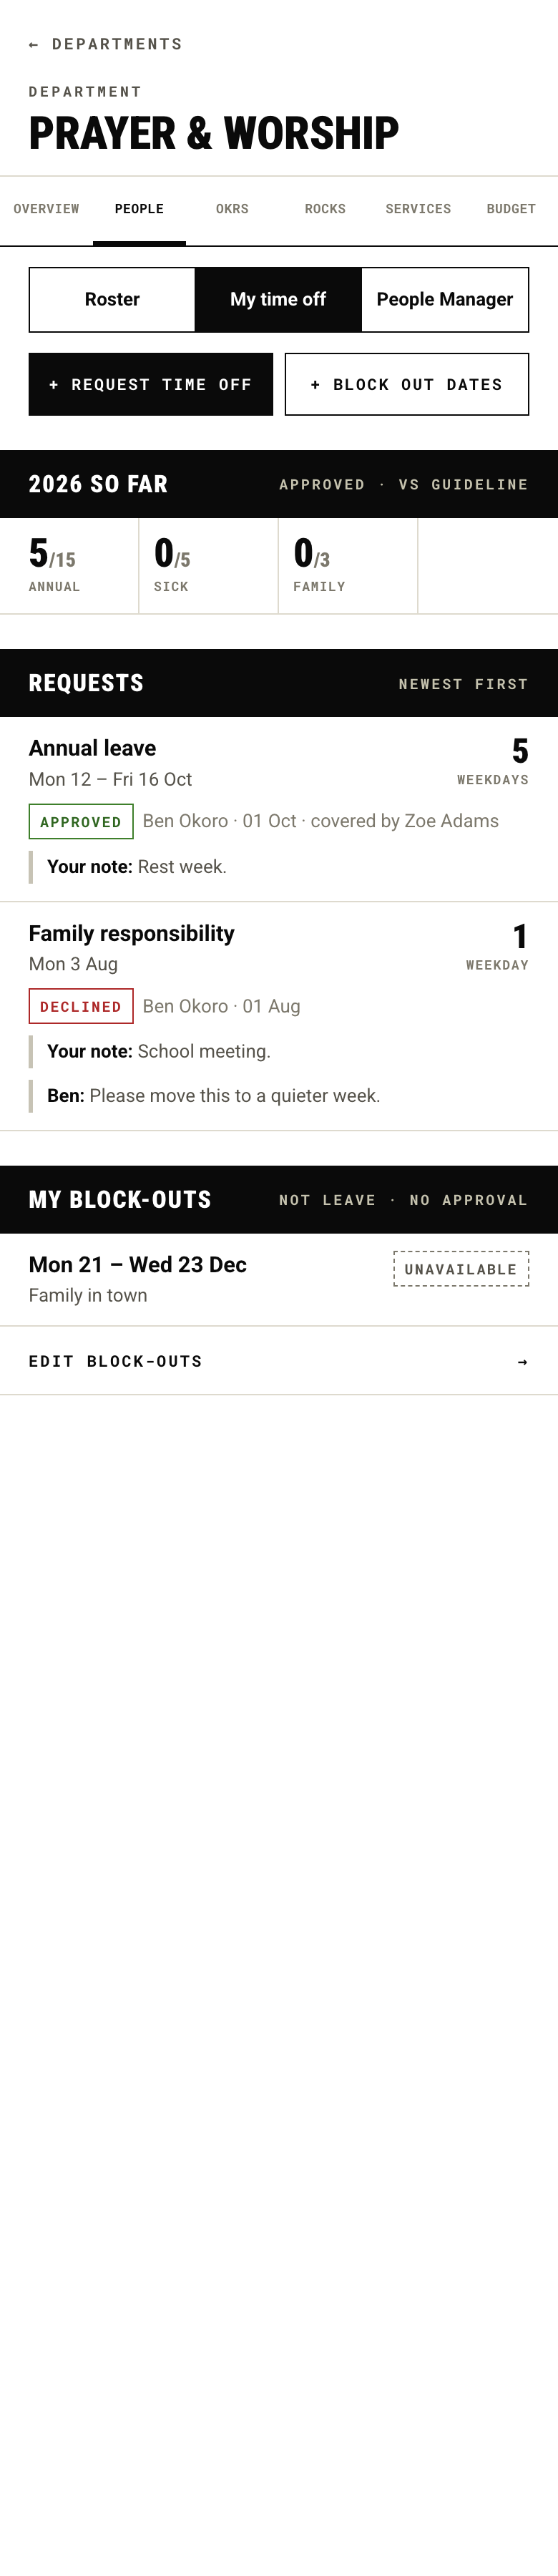 ← DEPARTMENTS
DEPARTMENT
PRAYER & WORSHIP
OVERVIEW PEOPLE OKRS ROCKS SERVICES BUDGET
Roster My time off People Manager
+ REQUEST TIME OFF + BLOCK OUT DATES
2026 SO FAR APPROVED · VS GUIDELINE
5/15 0/5 0/3
ANNUAL SICK FAMILY
REQUESTS NEWEST FIRST
Annual leave 5
Mon 12 – Fri 16 Oct WEEKDAYS
APPROVED Ben Okoro · 01 Oct · covered by Zoe Adams
Your note: Rest week.
Family responsibility 1
Mon 3 Aug WEEKDAY
DECLINED Ben Okoro · 01 Aug
Your note: School meeting.
Ben: Please move this to a quieter week.
MY BLOCK-OUTS NOT LEAVE · NO APPROVAL
Mon 21 – Wed 23 Dec UNAVAILABLE
Family in town
EDIT BLOCK-OUTS →